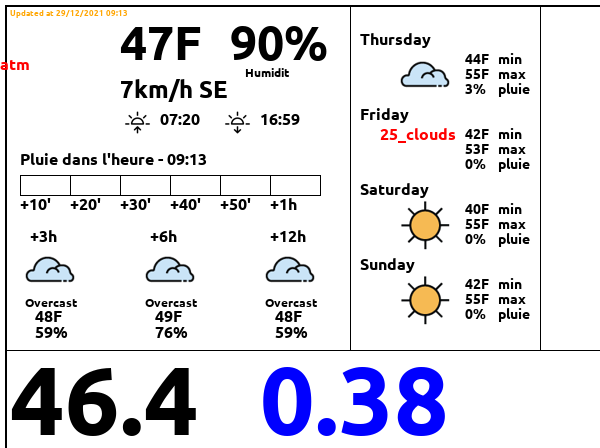 Updated at 29/12/2021 09:13
47F 90%
atm
Humidit
7km/h SE
07:20 16:59
Pluie dans l'heure - 09:13
+10' +20' +30' +40' +50' +1h
+3h +6h +12h
Overcast Overcast Overcast
48F 49F 48F
59% 76% 59%
Thursday
44F min
55F max
3% pluie
Friday
25_clouds
42F min
53F max
0% pluie
Saturday
40F min
55F max
0% pluie
Sunday
42F min
55F max
0% pluie
46.4 0.38